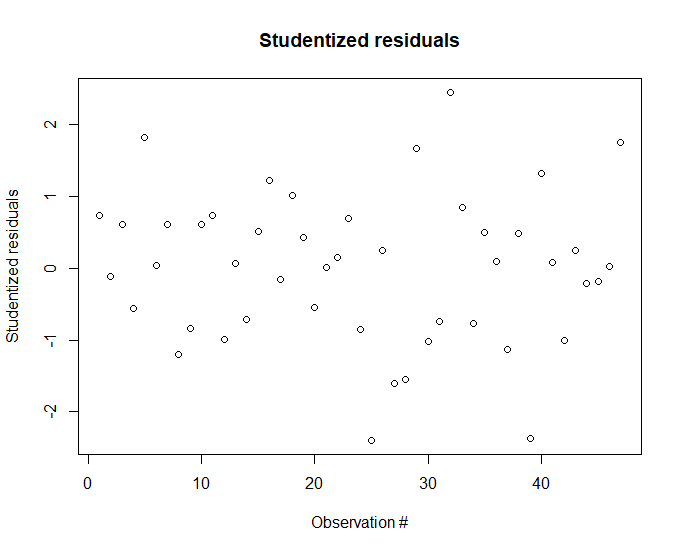 Studentized residuals
Studentized residuals
2
1
0
-1
-2
0 10 20 30 40
Observation #